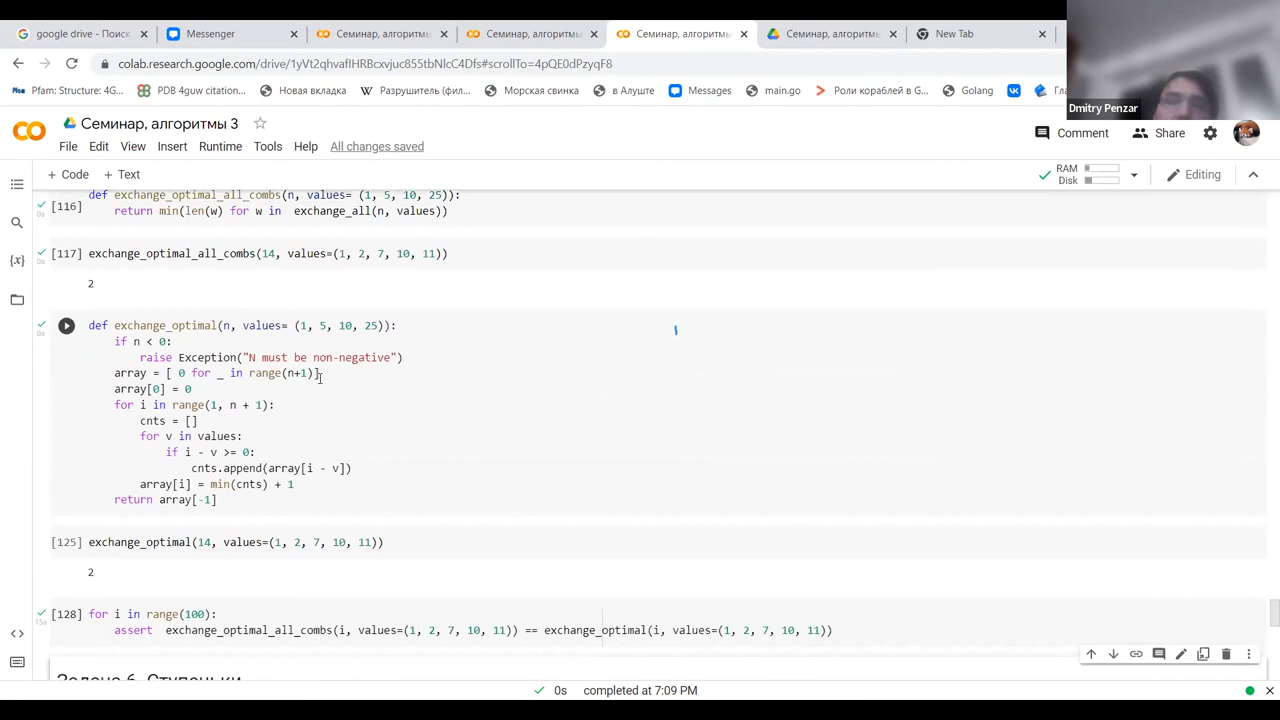 google drive - Поиск
Messenger
Семинар, алгоритмы
Семинар, алгоритмы
Семинар, алгоритмы
Семинар, алгоритмы
New Tab
colab.research.google.com/drive/1yVt2qhvaflHRBcxvjuc855tbNlcC4Dfs#scrollTo=4pQE0dPzyqF8
Pfam: Structure: 4G...
PDB 4guw citation...
Новая вкладка
Разрушитель (фил...
Морская свинка
в Алуште
Messages
main.go
Роли кораблей в G...
Golang
Dmitry Penzar
Семинар, алгоритмы 3
Comment
Share
File Edit View Insert Runtime Tools Help All changes saved
+ Code + Text
RAM
Disk
Editing
def exchange_optimal_all_combs(n, values= (1, 5, 10, 25)):
[116] return min(len(w) for w in exchange_all(n, values))
0s
[117] exchange_optimal_all_combs(14, values=(1, 2, 7, 10, 11))
0s
2
def exchange_optimal(n, values= (1, 5, 10, 25)):
0s
if n < 0:
raise Exception("N must be non-negative")
array = [ 0 for _ in range(n+1)]
array[0] = 0
for i in range(1, n + 1):
cnts = []
for v in values:
if i - v >= 0:
cnts.append(array[i - v])
array[i] = min(cnts) + 1
return array[-1]
[125] exchange_optimal(14, values=(1, 2, 7, 10, 11))
2
[128] for i in range(100):
15s
assert exchange_optimal_all_combs(i, values=(1, 2, 7, 10, 11)) == exchange_optimal(i, values=(1, 2, 7, 10, 11))
Задача 6. Ступеньки
0s completed at 7:09 PM